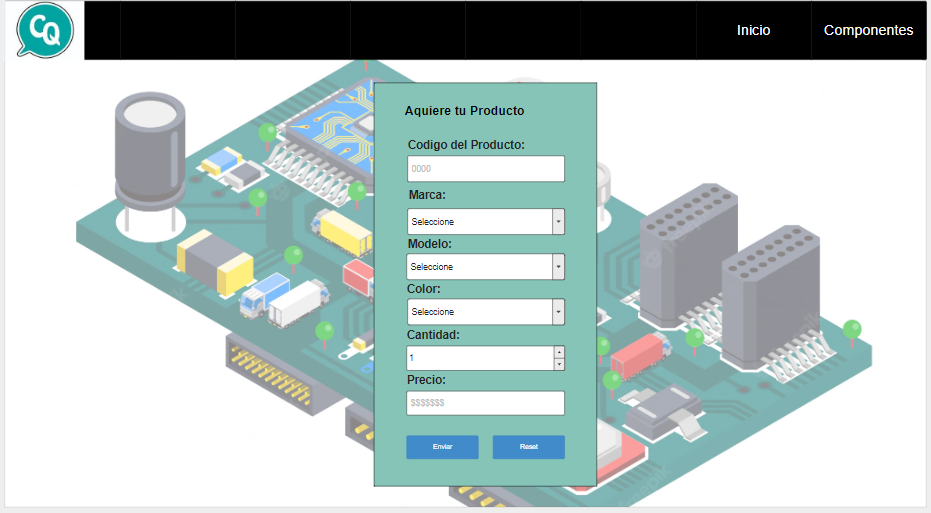 CQ
Inicio
Componentes
Aquiere tu Producto
Codigo del Producto:
0000
Marca:
Seleccione
Modelo:
Seleccione
Color:
Seleccione
Cantidad:
1
Precio:
$$$$$$$
Enviar
Reset